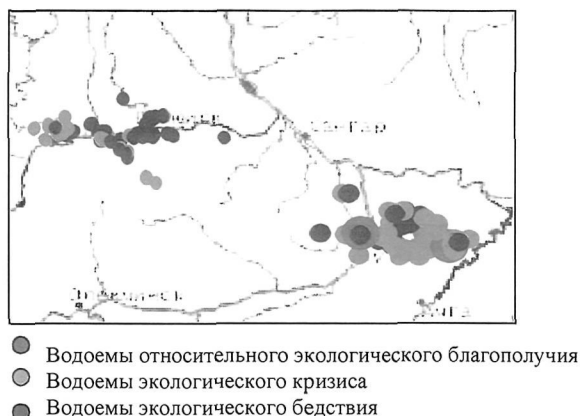 Водоемы относительного экологического благополучия
Водоемы экологического кризиса
Водоемы экологического бедствия